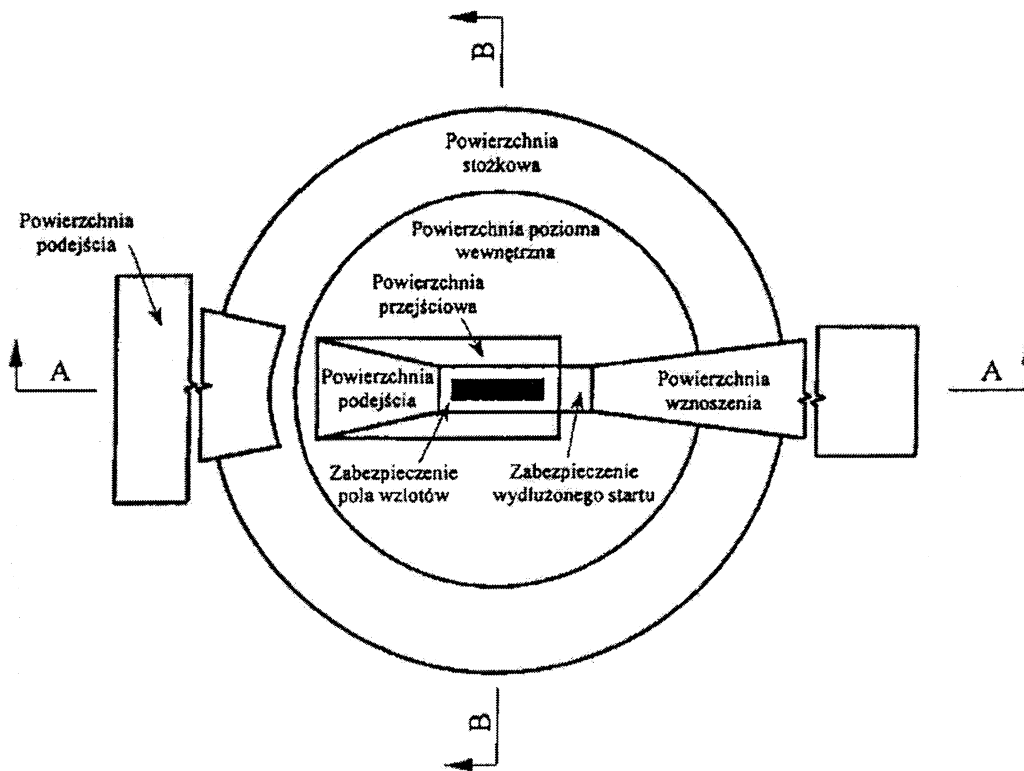 B
Powierzchnia
stożkowa
Powierzchnia
podejścia
Powierzchnia pozioma
wewnętrzna
Powierzchnia
przejściowa
A
Powierzchnia
podejścia
Powierzchnia
wznoszenia
A
Zabezpieczenie
pola wzlotów
Zabezpieczenie
wydłużonego startu
B